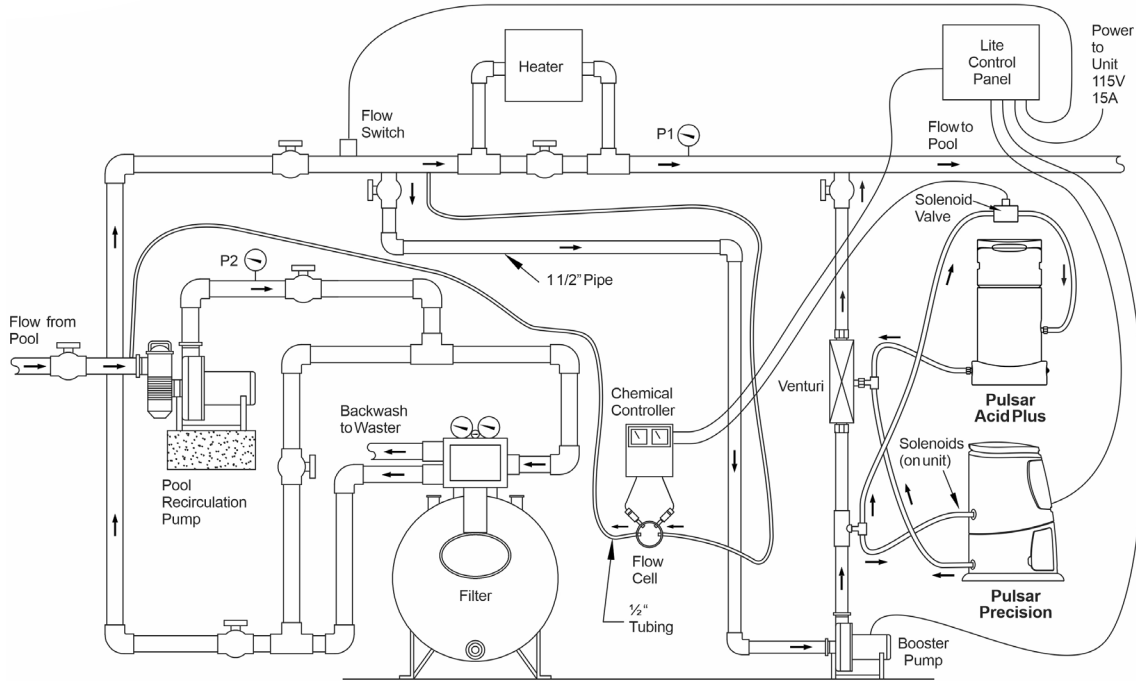 Heater
Lite
Control
Panel
Power
to
Unit
115V
15A
Flow
Switch
P1
Flow to
Pool
Solenoid
Valve
P2
1 1/2" Pipe
Flow from
Pool
Venturi
Chemical
Controller
Pulsar
Acid Plus
Backwash
to Waster
Solenoids
(on unit)
Pool
Recirculation
Pump
Flow
Cell
Filter
Pulsar
Precision
½"
Tubing
Booster
Pump